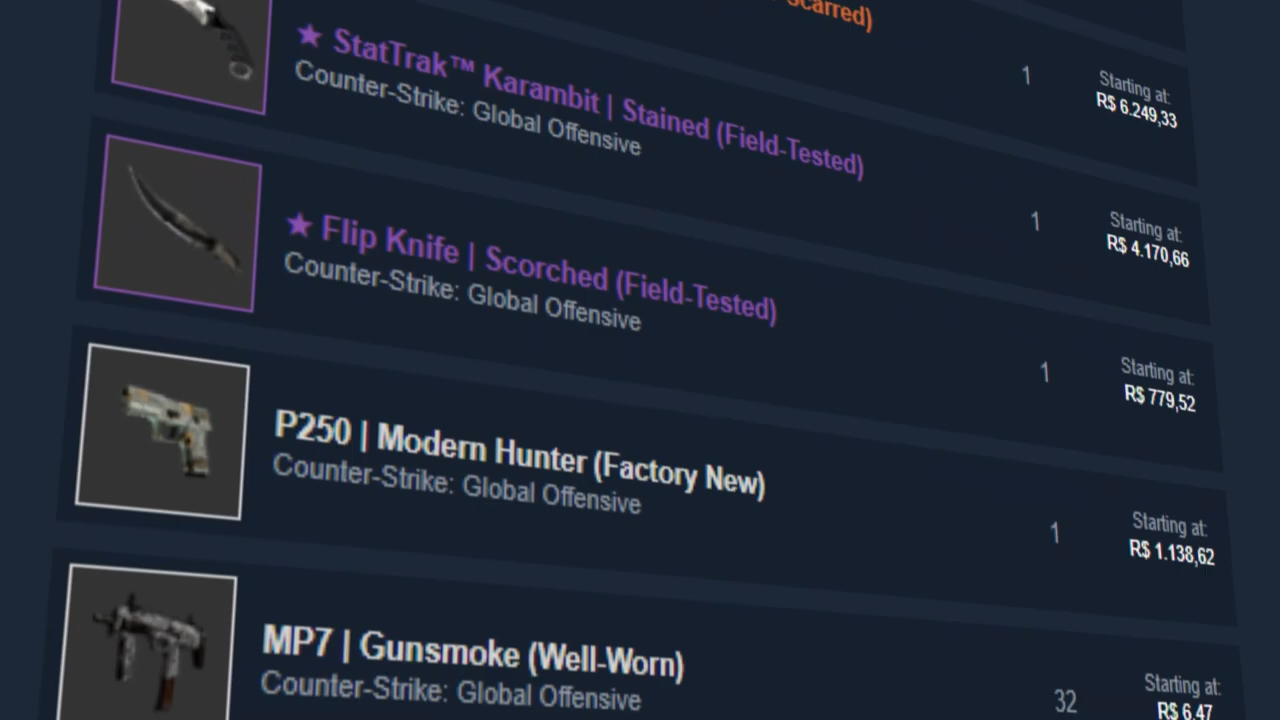 Scarred)
1
Starting at:
R$ 6.249,33
★ StatTrak™ Karambit | Stained (Field-Tested)
Counter-Strike: Global Offensive
1
Starting at:
R$ 4.170,66
★ Flip Knife | Scorched (Field-Tested)
Counter-Strike: Global Offensive
1
Starting at:
R$ 779,52
P250 | Modern Hunter (Factory New)
Counter-Strike: Global Offensive
1
Starting at:
R$ 1.138,62
MP7 | Gunsmoke (Well-Worn)
Counter-Strike: Global Offensive
32
Starting at:
R$ 6,47